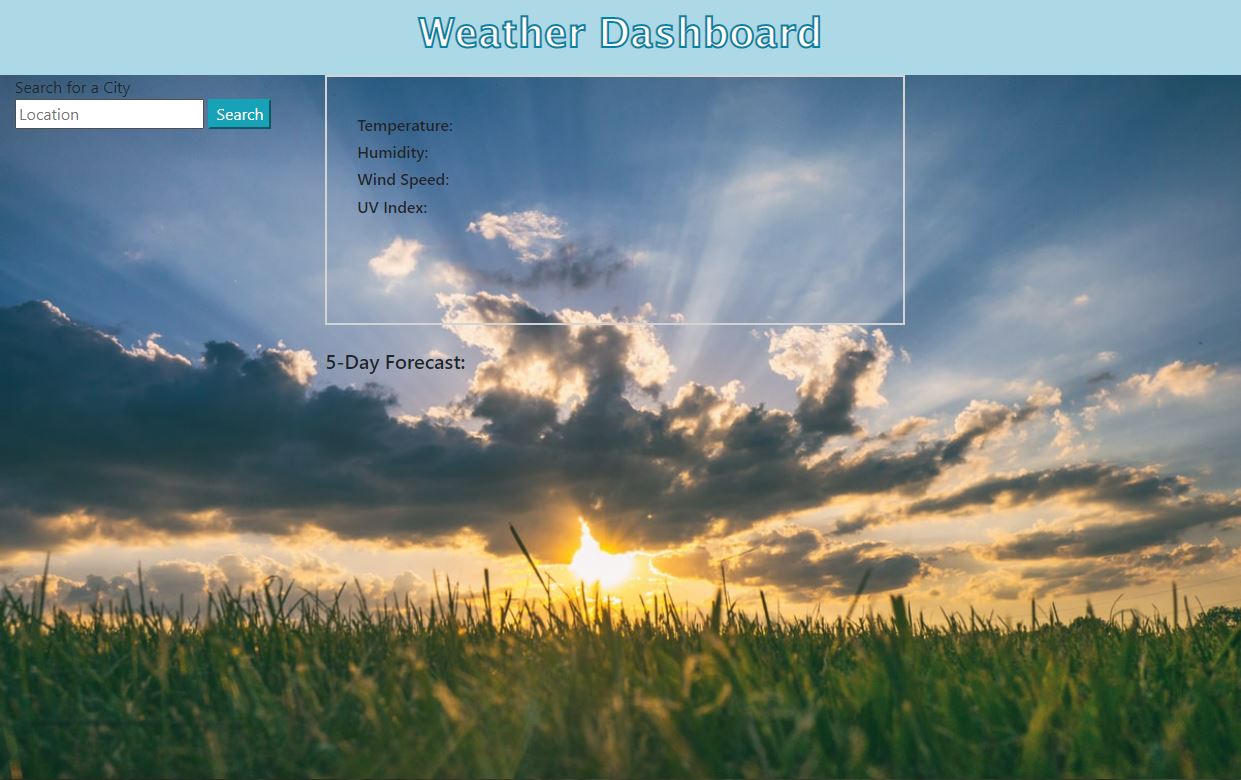 Weather Dashboard
Search for a City
Location
Search
Temperature:
Humidity:
Wind Speed:
UV Index:
5-Day Forecast: